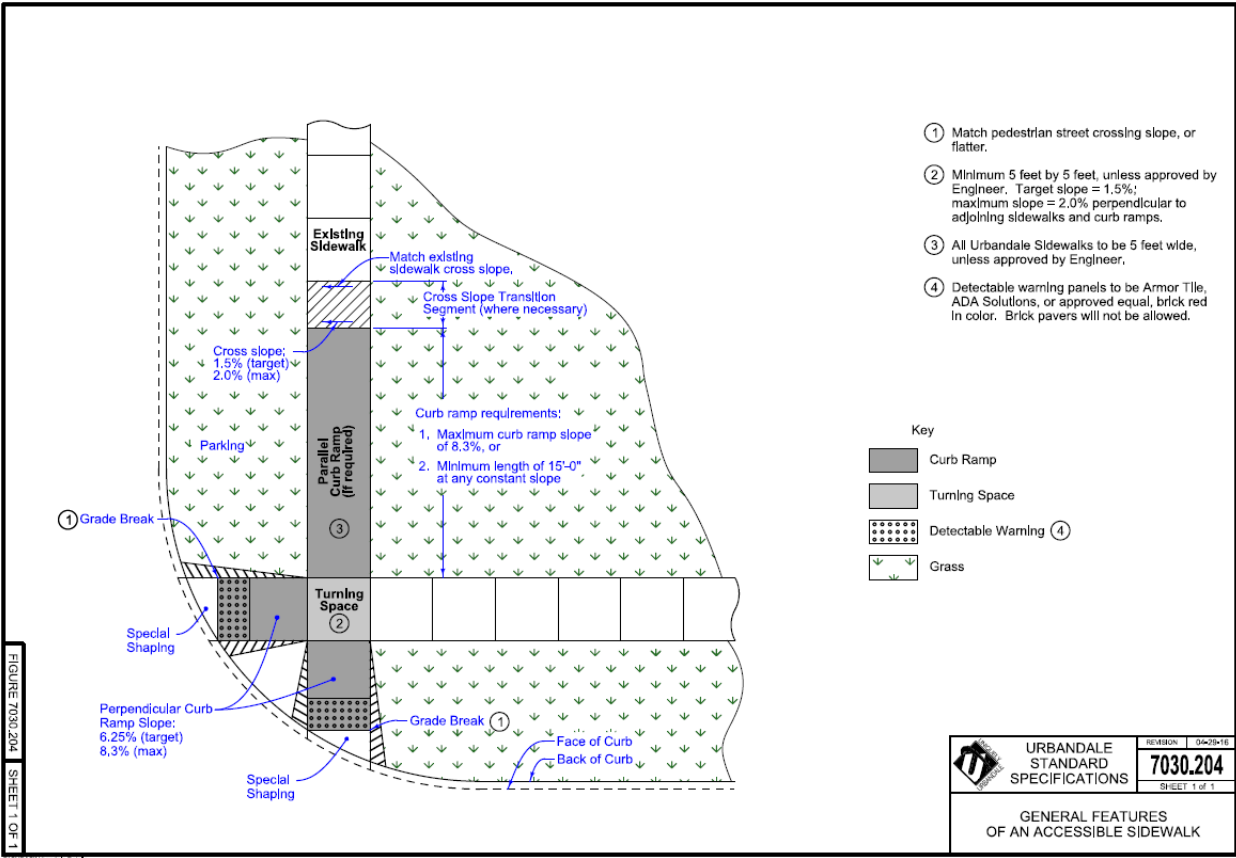 Existing
Sidewalk
Match existing
sidewalk cross slope.
Cross Slope Transition
Segment (where necessary)
Cross slope:
1.5% (target)
2.0% (max)
Parking
Parallel
Curb Ramp
(If required)
3
Curb ramp requirements:
1. Maximum curb ramp slope
of 8.3%, or
2. Minimum length of 15'-0"
at any constant slope
1 Grade Break
Turning
Space
2
Special
Shaping
Perpendicular Curb
Ramp Slope:
6.25% (target)
8.3% (max)
Grade Break 1
Special
Shaping
Face of Curb
Back of Curb
1 Match pedestrian street crossing slope, or
flatter.
2 Minimum 5 feet by 5 feet, unless approved by
Engineer. Target slope = 1.5%;
maximum slope = 2.0% perpendicular to
adjoining sidewalks and curb ramps.
3 All Urbandale Sidewalks to be 5 feet wide,
unless approved by Engineer.
4 Detectable warning panels to be Armor Tile,
ADA Solutions, or approved equal, brick red
in color. Brick pavers will not be allowed.
Key
Curb Ramp
Turning Space
Detectable Warning 4
Grass
FIGURE 7030.204
SHEET 1 OF 1
URBANDALE
URBANDALE
STANDARD
SPECIFICATIONS
REVISION 04-29-16
7030.204
SHEET 1 of 1
GENERAL FEATURES
OF AN ACCESSIBLE SIDEWALK